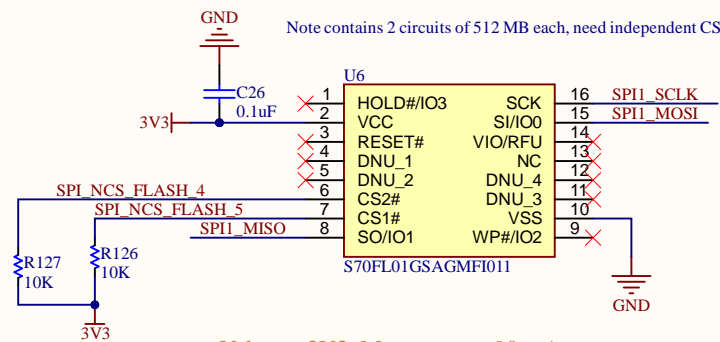 GND
Note contains 2 circuits of 512 MB each, need independent CS
C26
0.1uF
3V3
U6
1 HOLD#/IO3 SCK 16 SPI1_SCLK
2 VCC SI/IO0 15 SPI1_MOSI
3 RESET# VIO/RFU 14
4 DNU_1 NC 13
5 DNU_2 DNU_4 12
SPI_NCS_FLASH_4 6 CS2# DNU_3 11
SPI_NCS_FLASH_5 7 CS1# VSS 10
SPI1_MISO 8 SO/IO1 WP#/IO2 9
S70FL01GSAGMFI011
R127
10K
R126
10K
3V3
GND